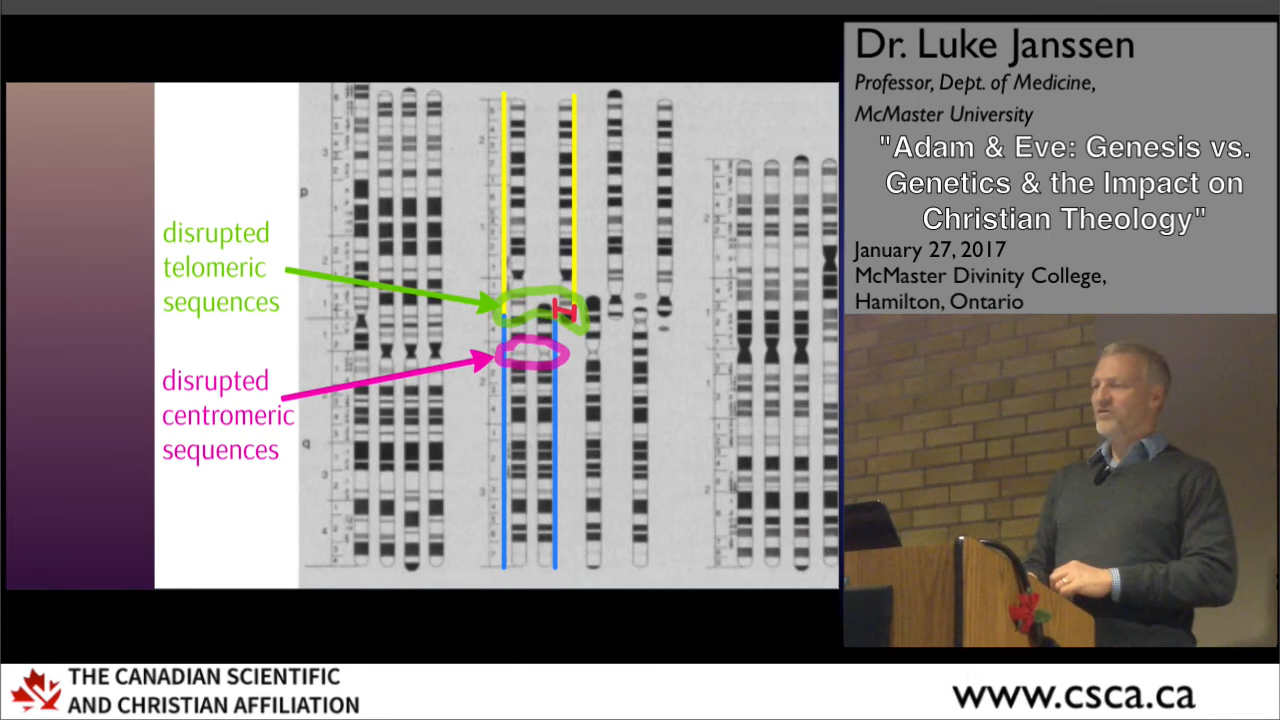 disrupted
telomeric
sequences
disrupted
centromeric
sequences
p
q
Dr. Luke Janssen
Professor, Dept. of Medicine,
McMaster University
"Adam & Eve: Genesis vs.
Genetics & the Impact on
Christian Theology"
January 27, 2017
McMaster Divinity College,
Hamilton, Ontario
THE CANADIAN SCIENTIFIC
AND CHRISTIAN AFFILIATION
www.csca.ca